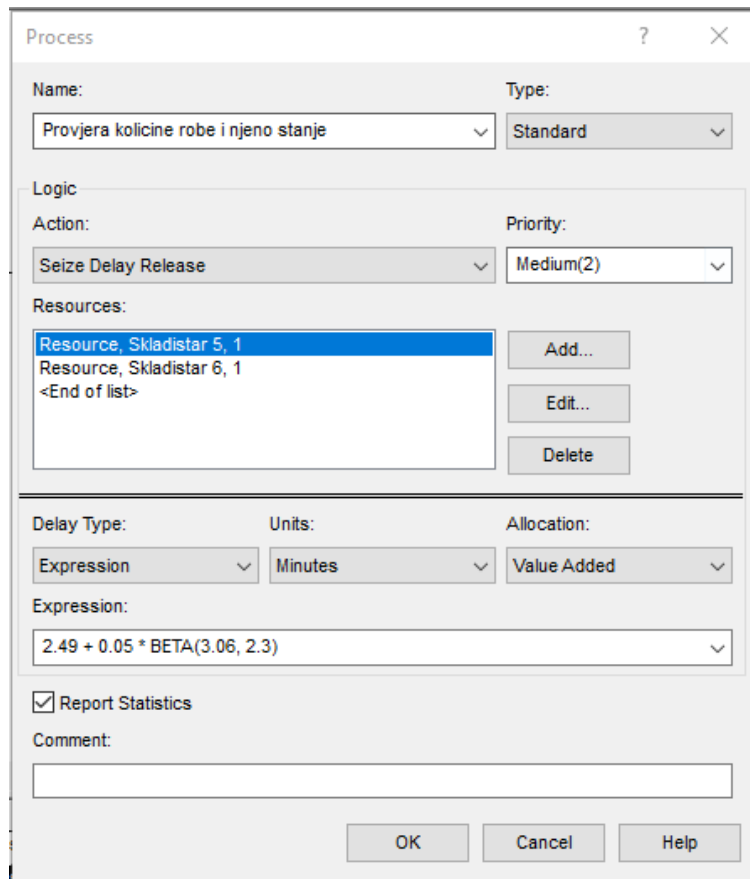 Process ?
Name: Type:
Provjera kolicine robe i njeno stanje Standard
Logic
Action: Priority:
Seize Delay Release Medium(2)
Resources:
Resource, Skladistar 5, 1
Resource, Skladistar 6, 1
<End of list>
Add...
Edit...
Delete
Delay Type: Units: Allocation:
Expression Minutes Value Added
Expression:
2.49 + 0.05 * BETA(3.06, 2.3)
Report Statistics
Comment:
OK Cancel Help